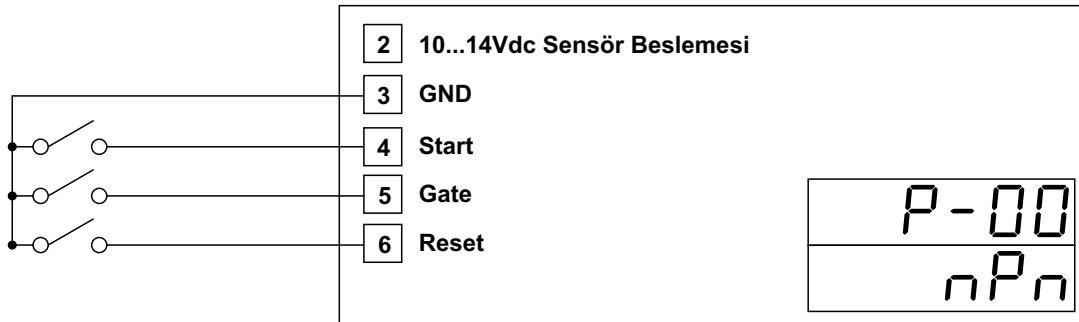 2 10...14Vdc Sensör Beslemesi
3 GND
4 Start
5 Gate
6 Reset
P-00
nPn